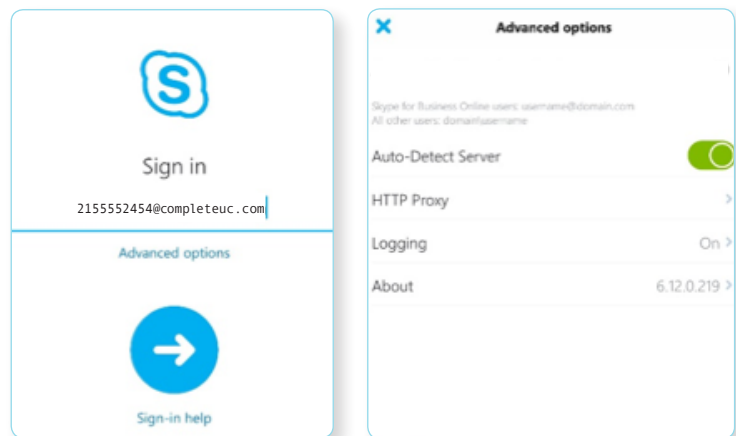 Sign in
2155552454@completeuc.com
Advanced options
Sign-in help
Advanced options
Skype for Business Online users: username@domain.com
All other users: domain\username
Auto-Detect Server
HTTP Proxy
Logging On
About 6.12.0.219